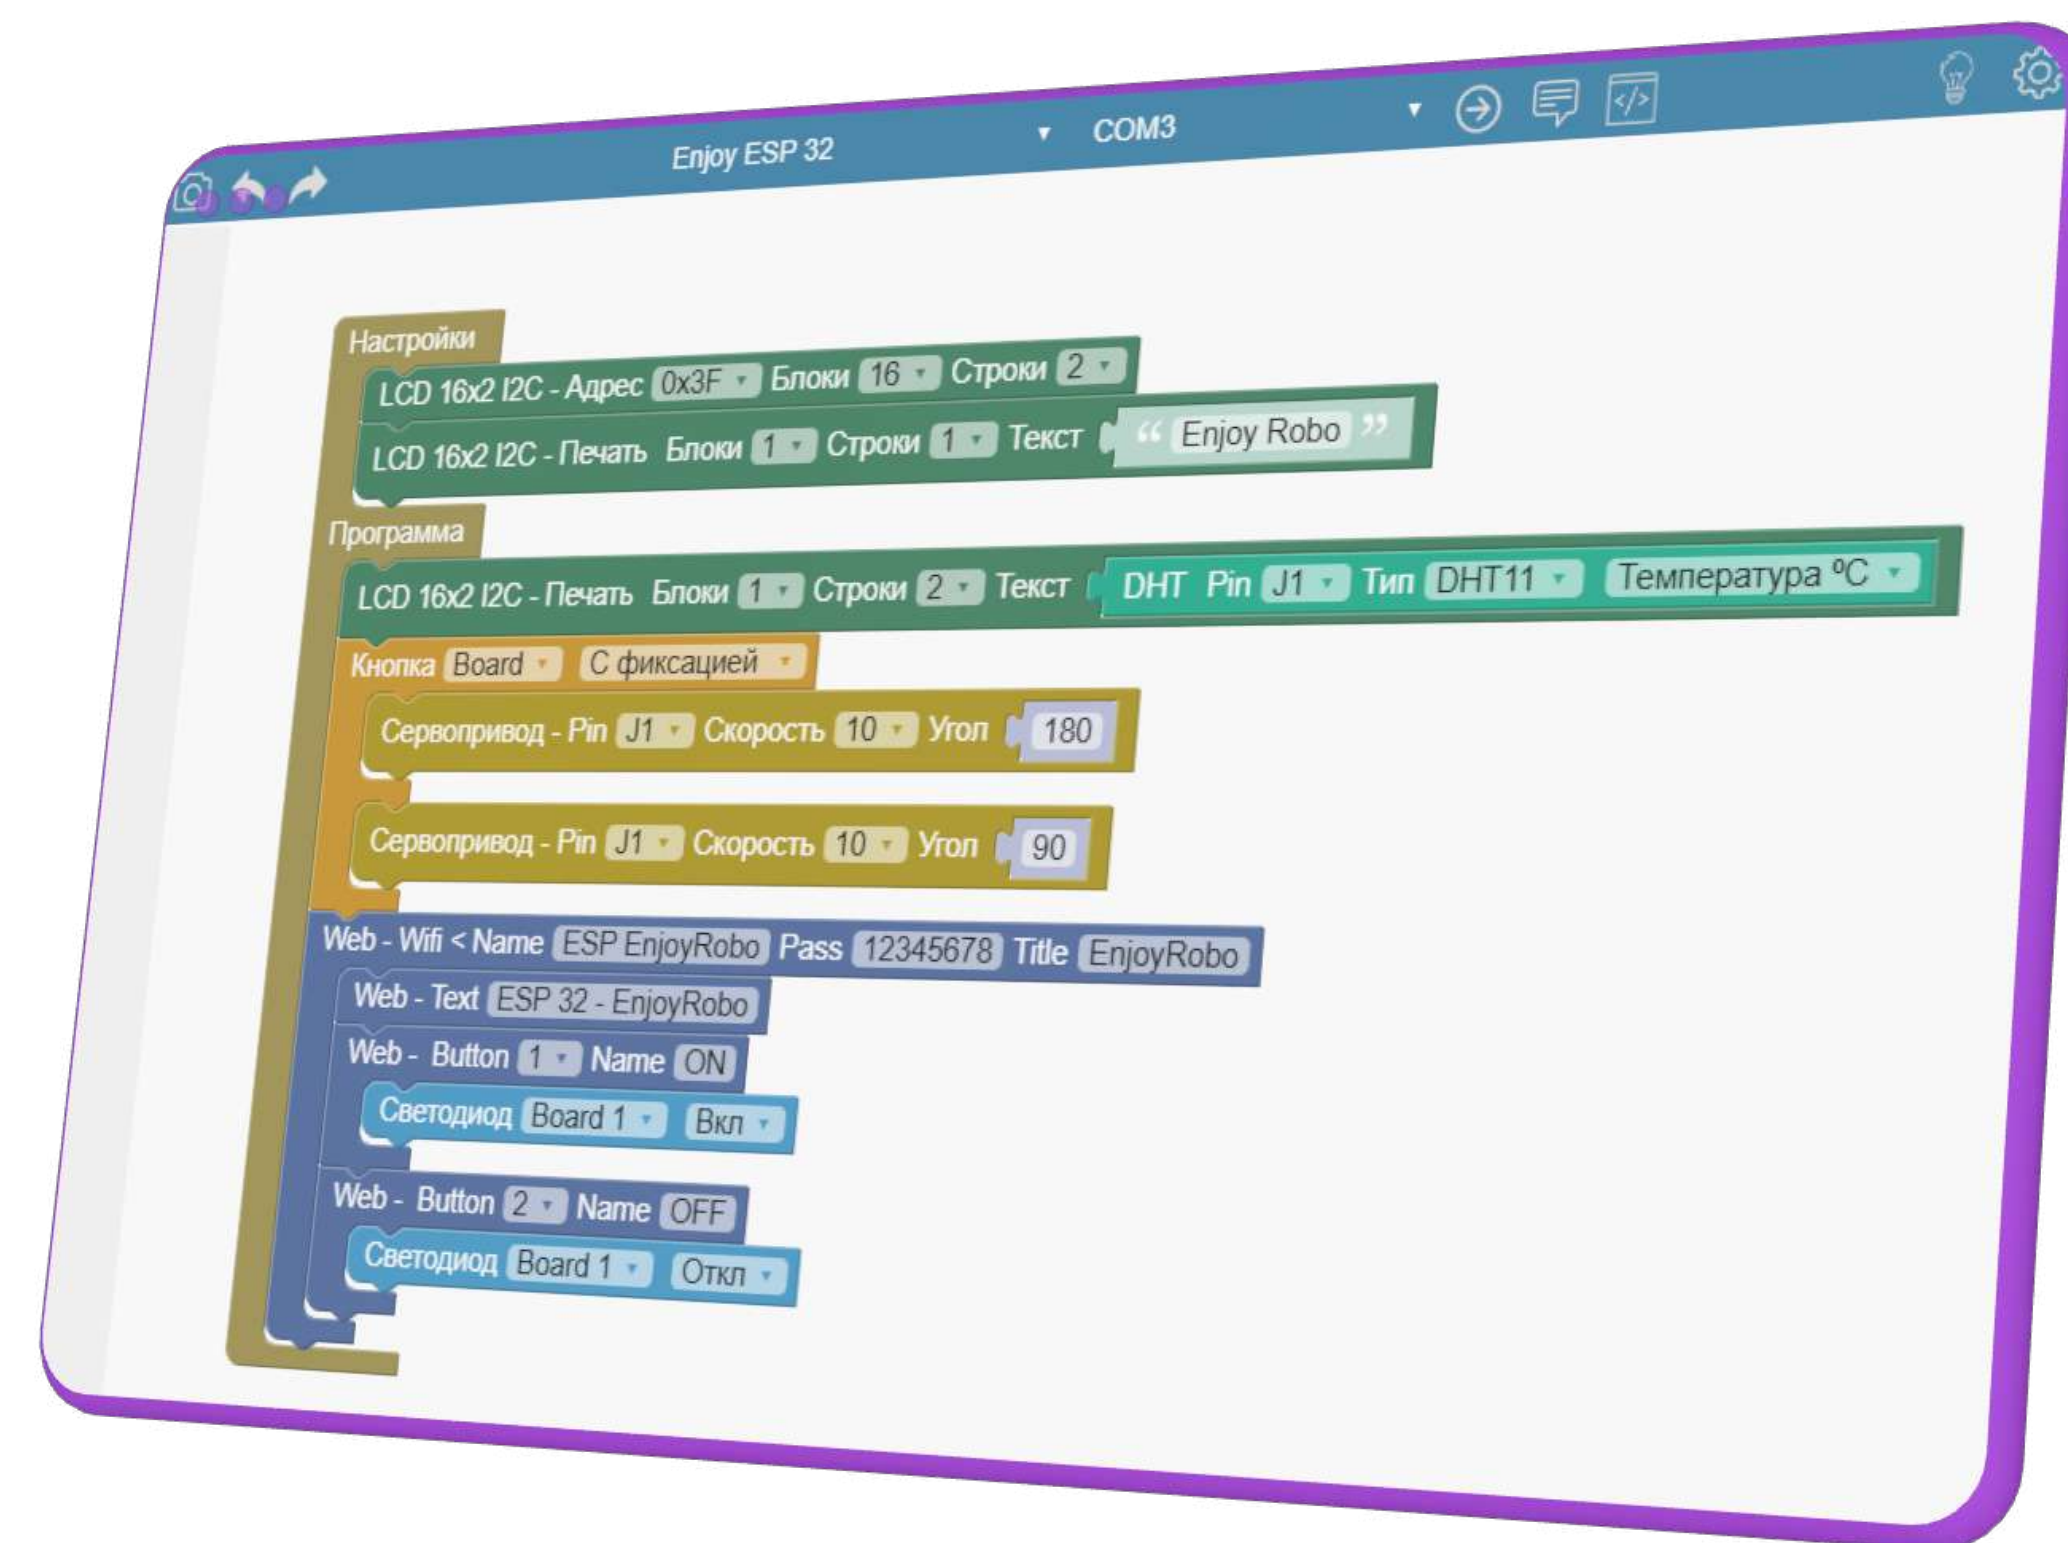 Enjoy ESP 32 COM3
Настройки
LCD 16x2 I2C - Адрес 0x3F Блоки 16 Строки 2
LCD 16x2 I2C - Печать Блоки 1 Строки 1 Текст “ Enjoy Robo ”
Программа
LCD 16x2 I2C - Печать Блоки 1 Строки 2 Текст DHT Pin J1 Тип DHT11 Температура ºC
Кнопка Board С фиксацией
Сервопривод - Pin J1 Скорость 10 Угол 180
Сервопривод - Pin J1 Скорость 10 Угол 90
Web - Wifi < Name ESP EnjoyRobo Pass 12345678 Title EnjoyRobo
Web - Text ESP 32 - EnjoyRobo
Web - Button 1 Name ON
Светодиод Board 1 Вкл
Web - Button 2 Name OFF
Светодиод Board 1 Откл